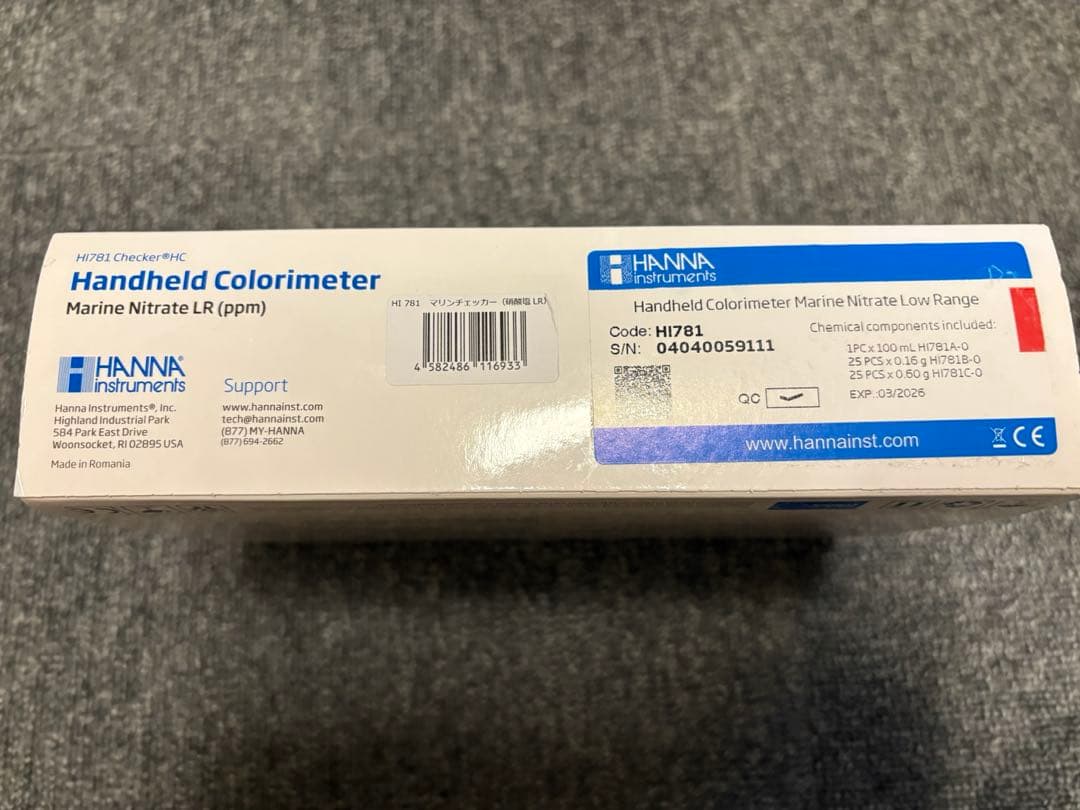 HI781 Checker®HC
Handheld Colorimeter
Marine Nitrate LR (ppm)
HANNA®
instruments
Hanna Instruments®, Inc.
Highland Industrial Park
584 Park East Drive
Woonsocket, RI 02895 USA
Made in Romania
Support
www.hannainst.com
tech@hannainst.com
(877) MY-HANNA
(877) 694-2662
HI 781 マリンチェッカー (硝酸塩 LR)
4 582486 116933
HANNA
instruments
Handheld Colorimeter Marine Nitrate Low Range
Code: HI781
S/N: 04040059111
Chemical components included:
1PC x 100 mL HI781A-0
25 PCS x 0.16 g HI781B-0
25 PCS x 0.60 g HI781C-0
EXP.:03/2026
QC
www.hannainst.com
CE